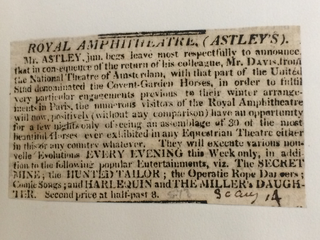 ROYAL AMPHITHEATRE, (ASTLEY'S).
Mr. ASTLEY, jun. begs leave most respectfully to announce,
that in consequence of the return of his colleague, Mr. DAVIS, from
the National Theatre of Amsterdam, with that part of the United
Stud denominated the Covent-Garden Horses, in order to fulfil
very particular engagements previous to their winter arrange-
ments in Paris, the numerous visitors of the Royal Amphitheatre
will now, positively (without any comparison) have an opportunity
for a few nights only of seeing an assemblage of 30 of the most
beautiful Horses ever exhibited in any Equestrian Theatre either
in this or any country whatever. They will execute various nou-
velle Evolutions EVERY EVENING this Week only, in addi-
tion to the following popular Entertainments, viz. The SECRET
MINE; the HUNTED TAILOR; the Operatic Rope Dancers;
Comic Songs; and HARLEQUIN and THE MILLER'S DAUGH-
TER. Second price at half-past 8.
Aug 14